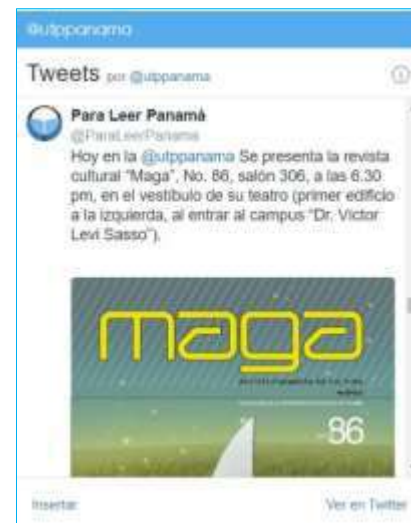 @utppanama
Tweets por @utppanama
Para Leer Panamá
@ParaLeerPanama
Hoy en la @utppanama Se presenta la revista
cultural "Maga", No. 86, salón 306, a las 6.30
pm, en el vestíbulo de su teatro (primer edificio
a la izquierda, al entrar al campus "Dr. Víctor
Levi Sasso").
maga
86
Insertar
Ver en Twitter